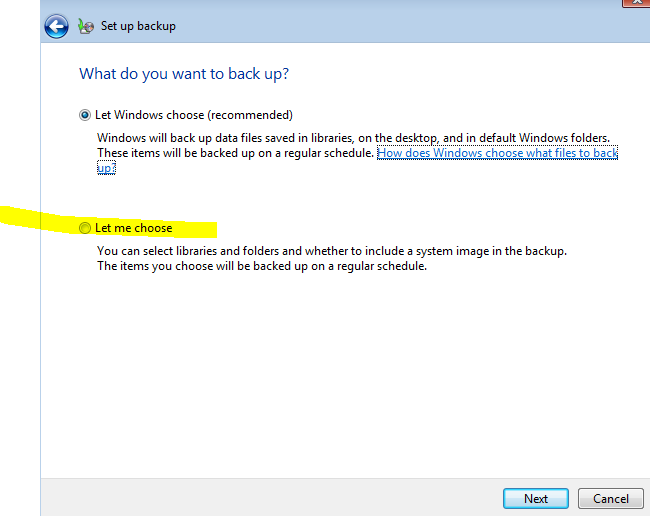 Set up backup
What do you want to back up?
Let Windows choose (recommended)
Windows will back up data files saved in libraries, on the desktop, and in default Windows folders.
These items will be backed up on a regular schedule. How does Windows choose what files to back
up?
Let me choose
You can select libraries and folders and whether to include a system image in the backup.
The items you choose will be backed up on a regular schedule.
Next
Cancel